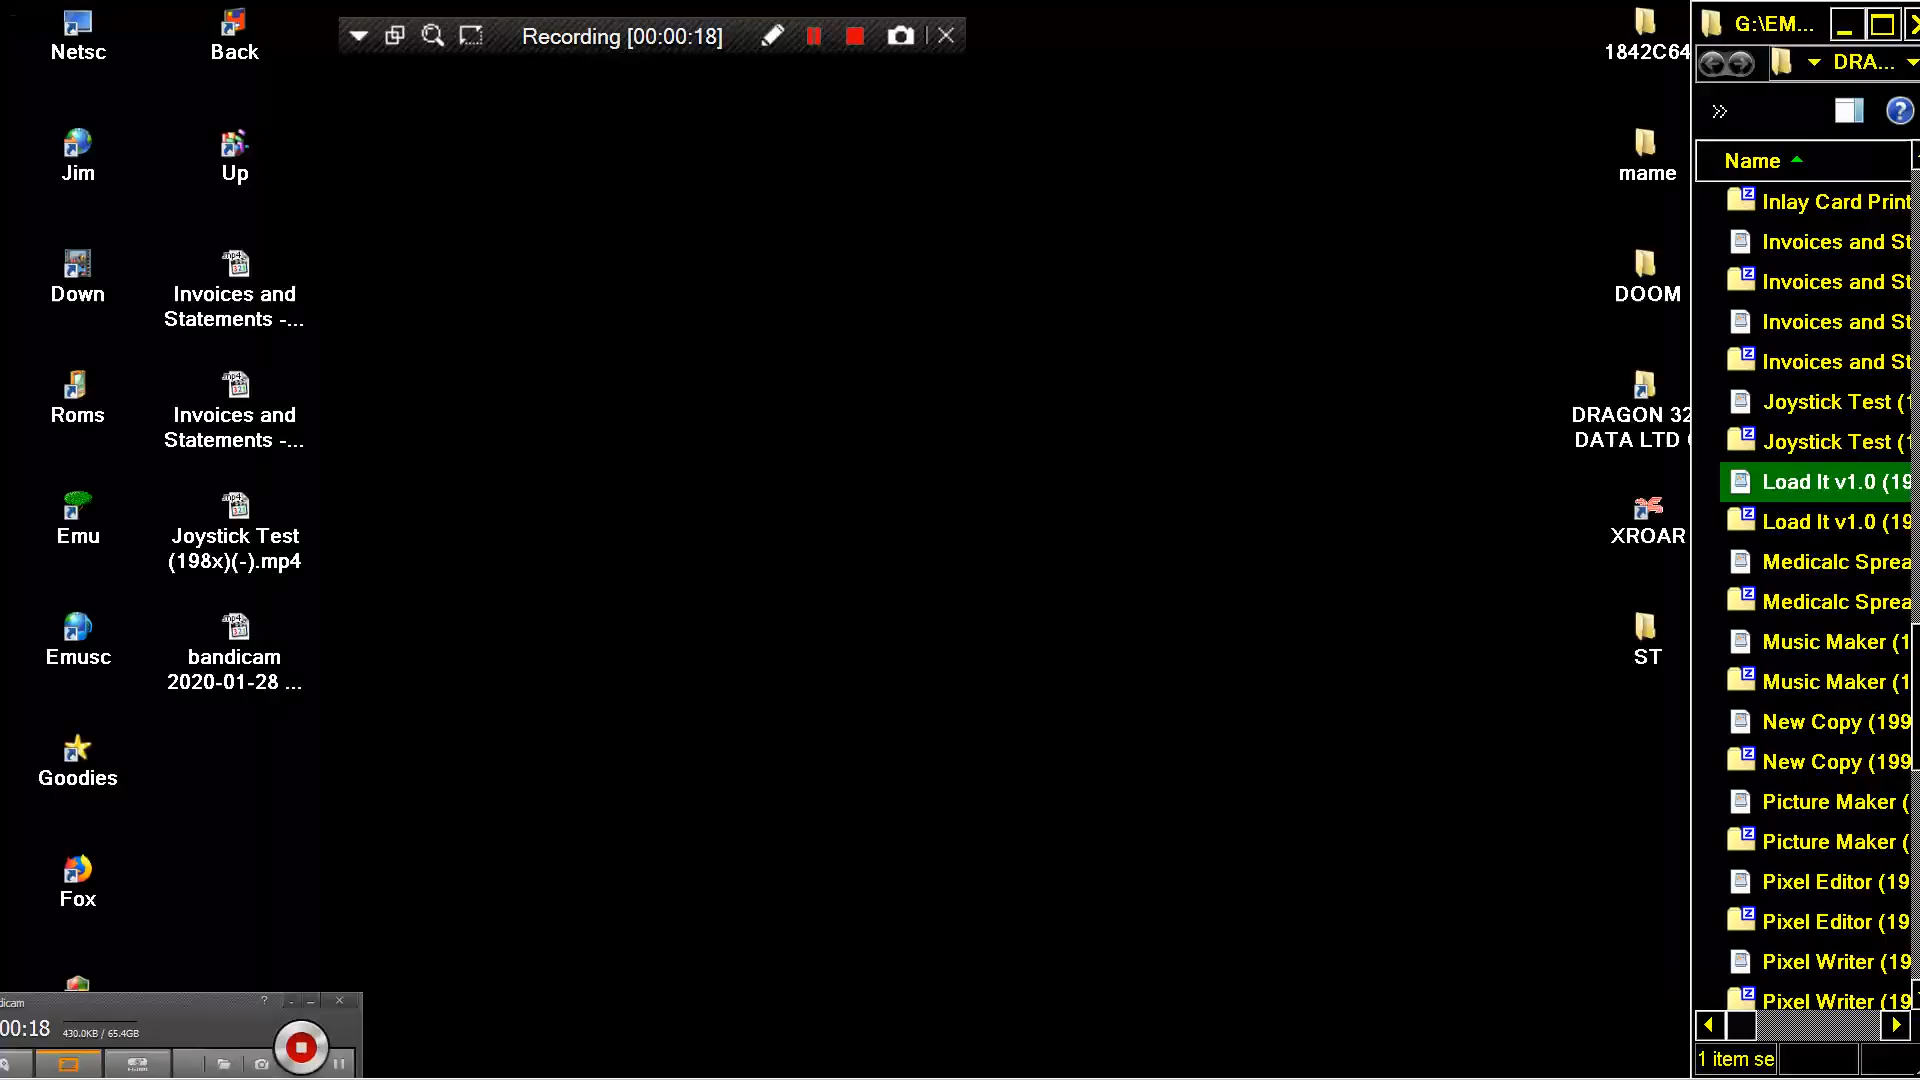 Netsc
Back
Recording [00:00:18]
1842C64
G:\EM...
DRA...
Jim
Up
mame
Name
Down
Invoices and
Statements -...
DOOM
Roms
Invoices and
Statements -...
DRAGON 32
DATA LTD
Emu
Joystick Test
(198x)(-).mp4
XROAR
Emusc
bandicam
2020-01-28 ...
ST
Goodies
Fox
Inlay Card Print
Invoices and St
Invoices and St
Invoices and St
Invoices and St
Joystick Test (1
Joystick Test (1
Load It v1.0 (19
Load It v1.0 (19
Medicalc Sprea
Medicalc Sprea
Music Maker (1
Music Maker (1
New Copy (199
New Copy (199
Picture Maker (
Picture Maker (
Pixel Editor (19
Pixel Editor (19
Pixel Writer (19
Pixel Writer (19
1 item se
dicam
00:18
430.0KB / 65.4GB